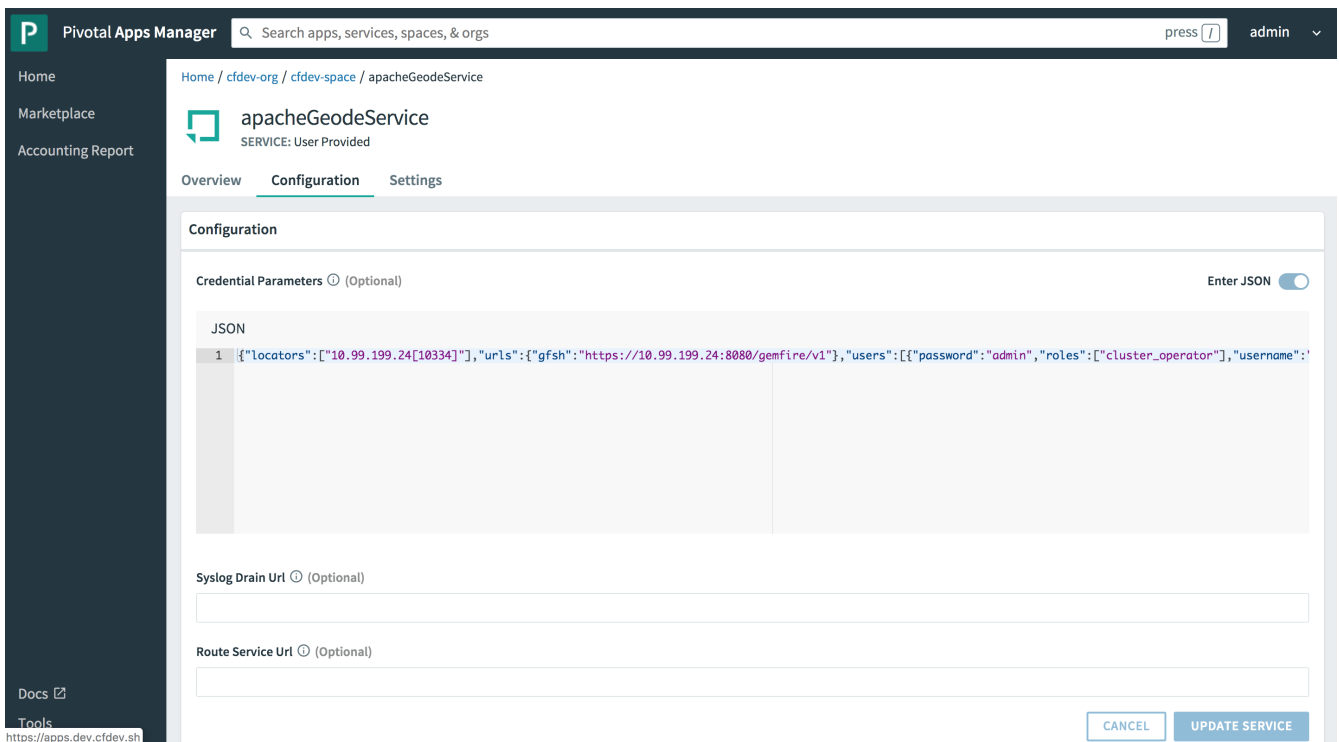 P Pivotal Apps Manager Search apps, services, spaces, & orgs press / admin
Home
Marketplace
Accounting Report
Home / cfdev-org / cfdev-space / apacheGeodeService
apacheGeodeService
SERVICE: User Provided
Overview Configuration Settings
Configuration
Credential Parameters (Optional) Enter JSON
JSON
1 {"locators":["10.99.199.24[10334]"],"urls":{"gfsh":"https://10.99.199.24:8080/gemfire/v1"},"users":[{"password":"admin","roles":["cluster_operator"],"username":"
Syslog Drain Url (Optional)
Route Service Url (Optional)
Docs
Tools
CANCEL UPDATE SERVICE
https://apps.dev.cfdev.sh